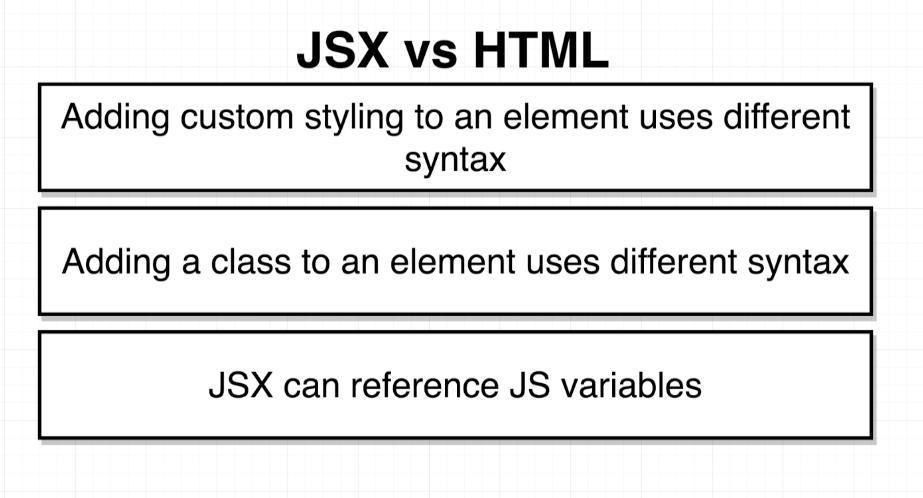 JSX vs HTML
Adding custom styling to an element uses different
syntax
Adding a class to an element uses different syntax
JSX can reference JS variables